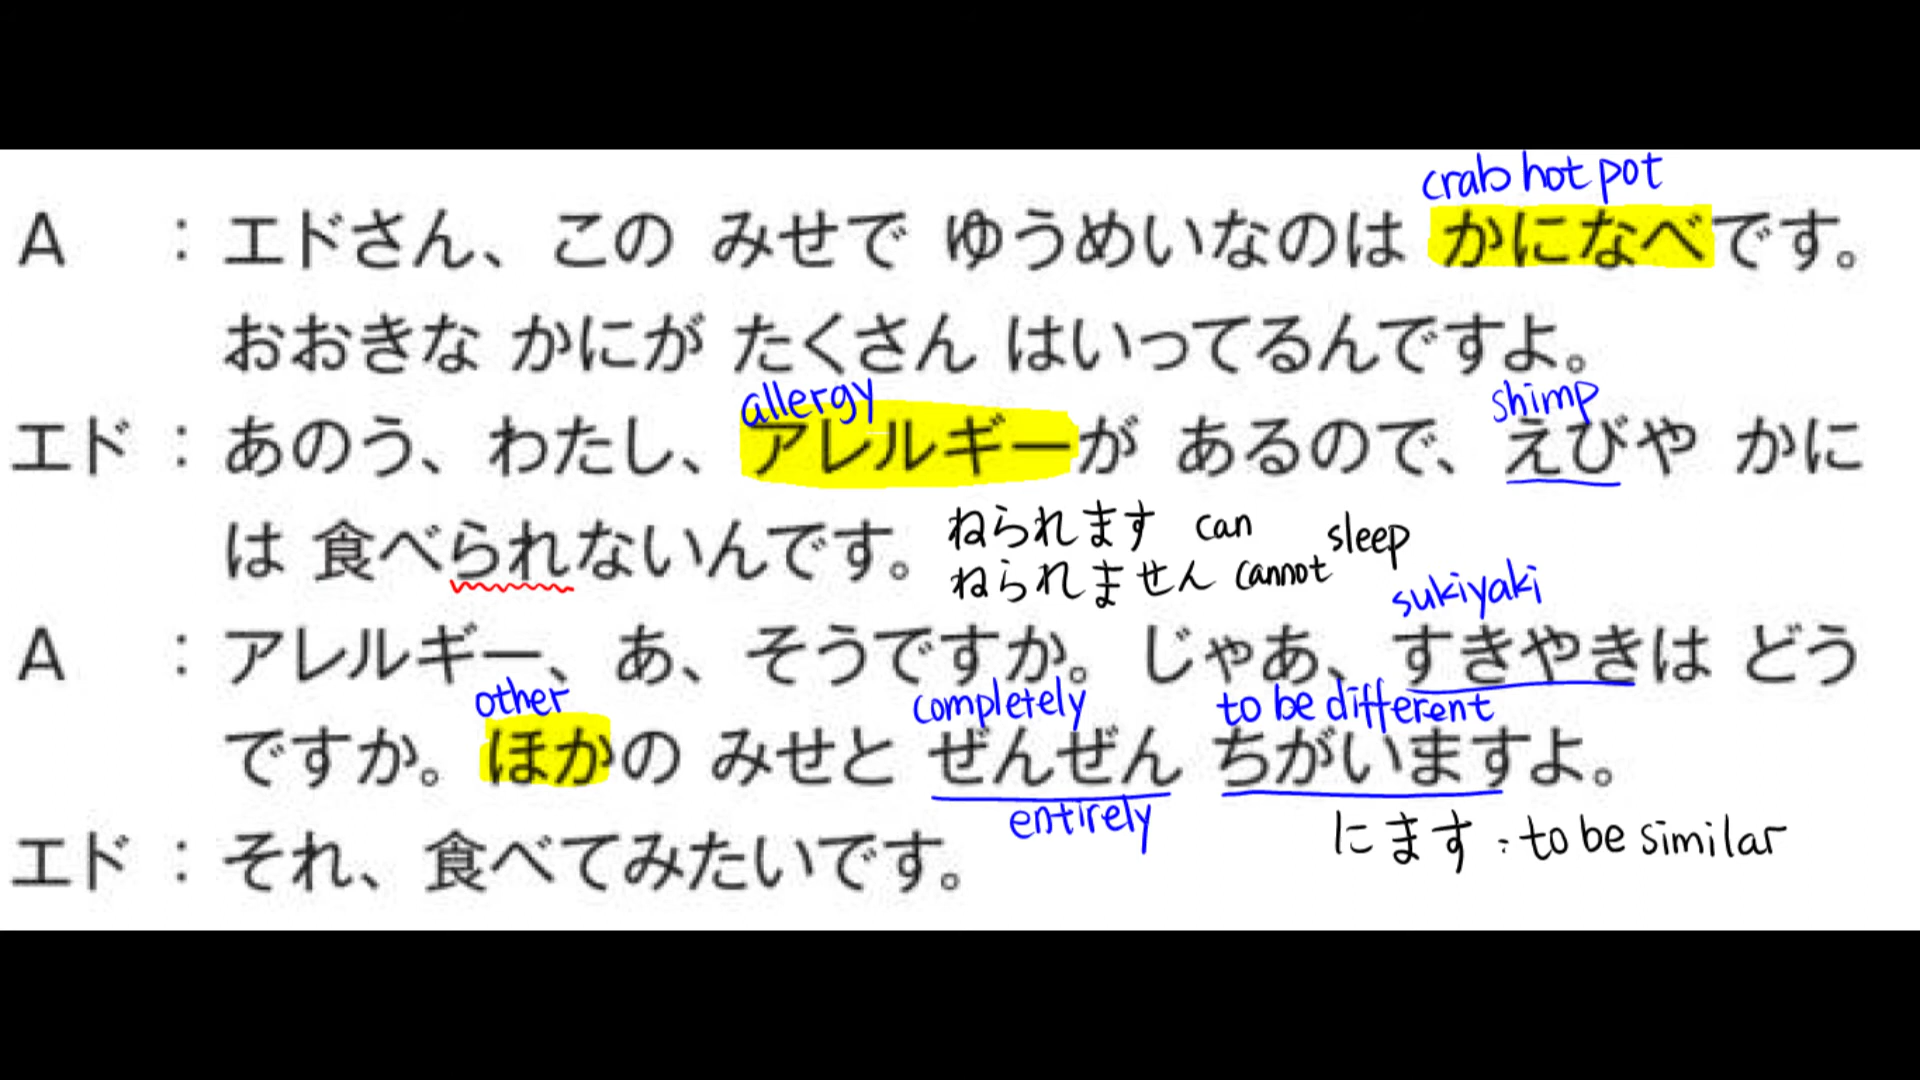 crab hot pot
A : エドさん、この みせで ゆうめいなのは かになべです。
おおきな かにが たくさん はいってるんですよ。
allergy shimp
エド : あのう、わたし、アレルギーが あるので、えびや かに
は 食べられないんです。 ねられます can sleep
ねられません cannot
sukiyaki
A : アレルギー、あ、そうですか。じゃあ、すきやきは どう
other completely to be different
ですか。ほかの みせと ぜんぜん ちがいますよ。
entirely にます : to be similar
エド : それ、食べてみたいです。